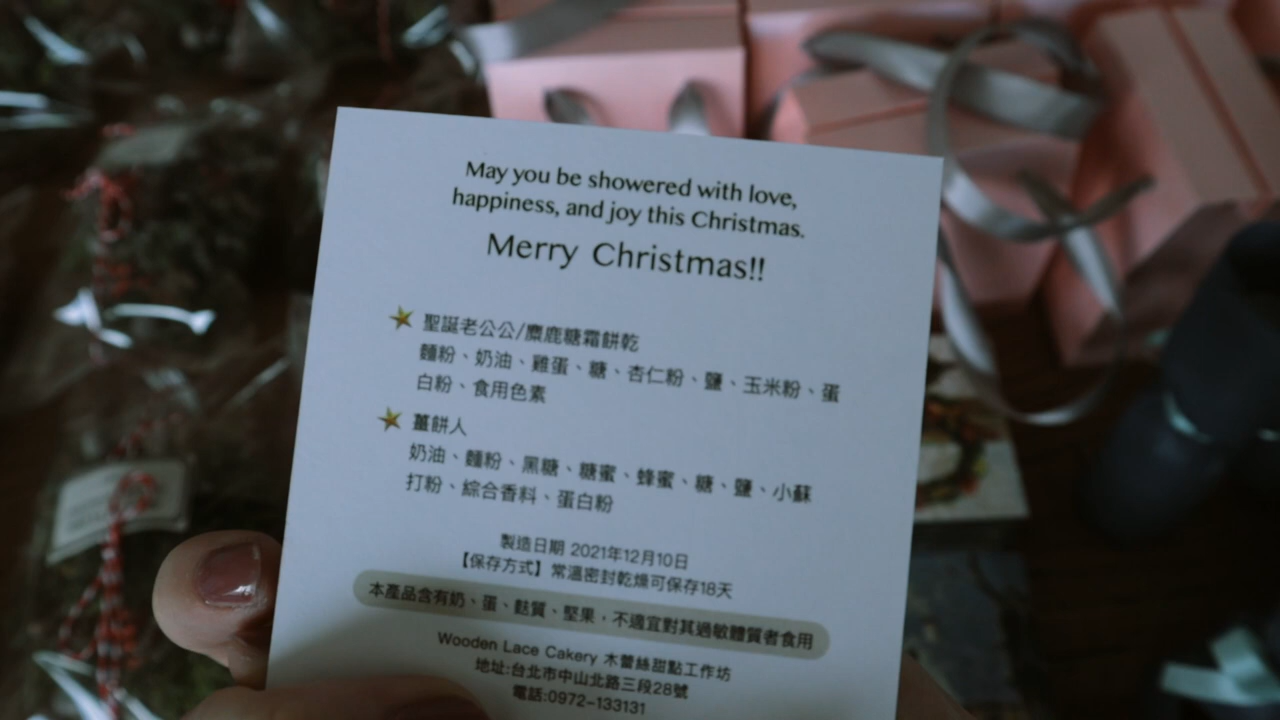 May you be showered with love,
happiness, and joy this Christmas.
Merry Christmas!!
聖誕老公公/麋鹿糖霜餅乾
麵粉、奶油、雞蛋、糖、杏仁粉、鹽、玉米粉、蛋
白粉、食用色素
薑餅人
奶油、麵粉、黑糖、糖蜜、蜂蜜、糖、鹽、小蘇
打粉、綜合香料、蛋白粉
製造日期 2021年12月10日
【保存方式】常溫密封乾燥可保存18天
本產品含有奶、蛋、麩質、堅果，不適宜對其過敏體質者食用
Wooden Lace Cakery 木蕾絲甜點工作坊
地址:台北市中山北路三段28號
電話:0972-133131